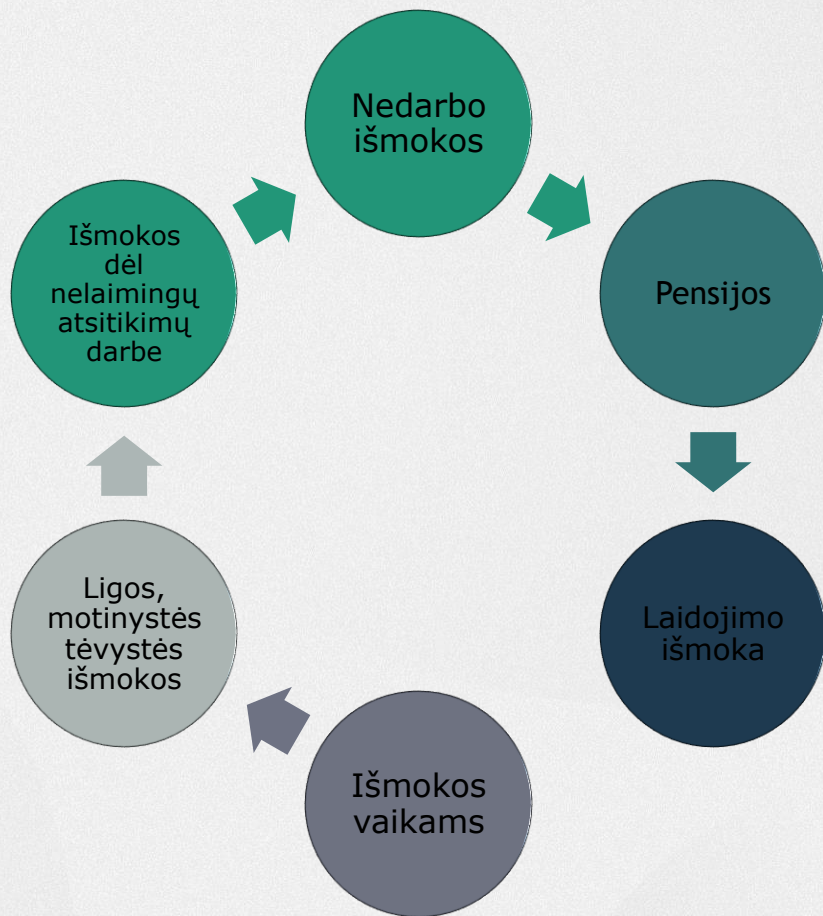 Nedarbo
išmokos
Pensijos
Laidojimo
išmoka
Išmokos
vaikams
Ligos,
motinystės
tėvystės
išmokos
Išmokos
dėl
nelaimingų
atsitikimų
darbe